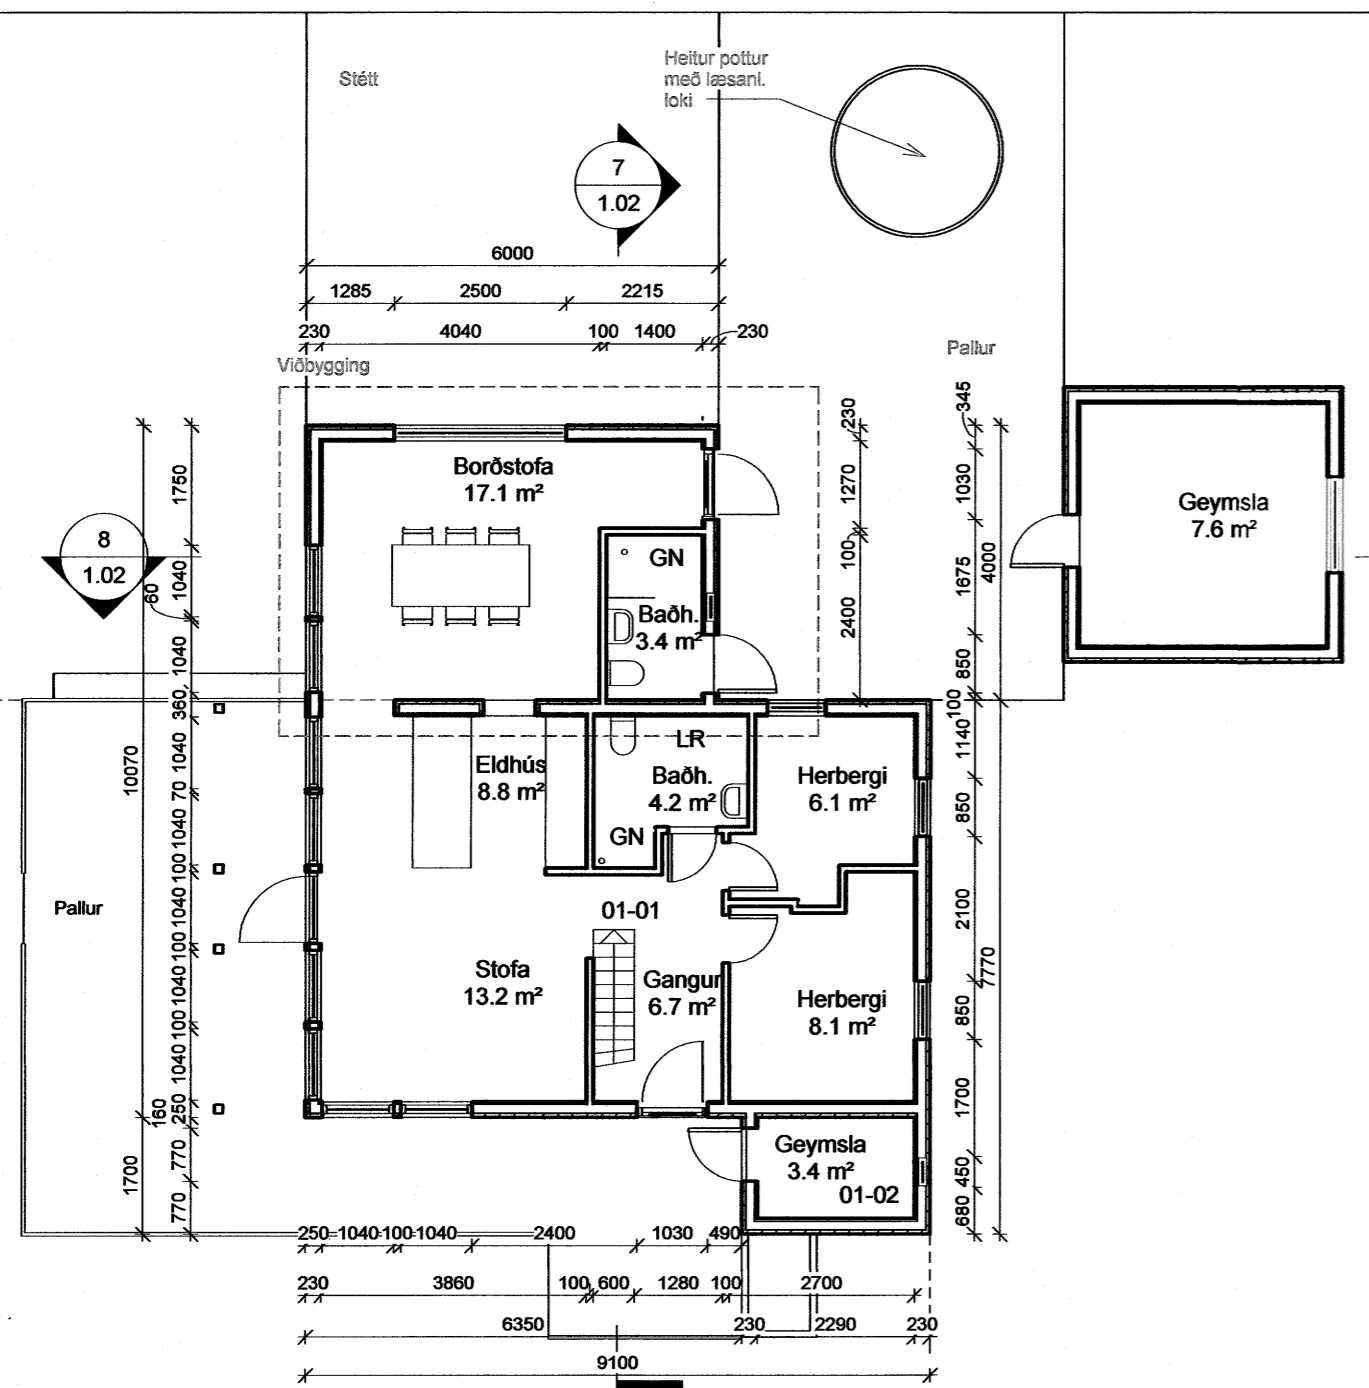 Stétt
Heitur pottur
með læsanl.
loki
7
1.02
6000
1285 2500 2215
230 4040 100 1400 230
Viðbygging
Pallur
345
230
1750
1270
1030
Borðstofa
17.1 m²
Geymsla
7.6 m²
8
1.02
60
1040
100
1675
4000
GN
Baðh.
3.4 m²
2400
1040
850
360
100
1040
10070
70
1040
100
1040
100
1040
100
1040
250
160
770
1700
770
Eldhús
8.8 m²
LR
Baðh.
4.2 m²
GN
Herbergi
6.1 m²
1140
850
2100
7770
850
1700
450
680
Pallur
01-01
Stofa
13.2 m²
Gangur
6.7 m²
Herbergi
8.1 m²
Geymsla
3.4 m²
01-02
250 1040 100 1040 2400 1030 490
230 3860 100 600 1280 100 2700
6350 230 2290 230
9100